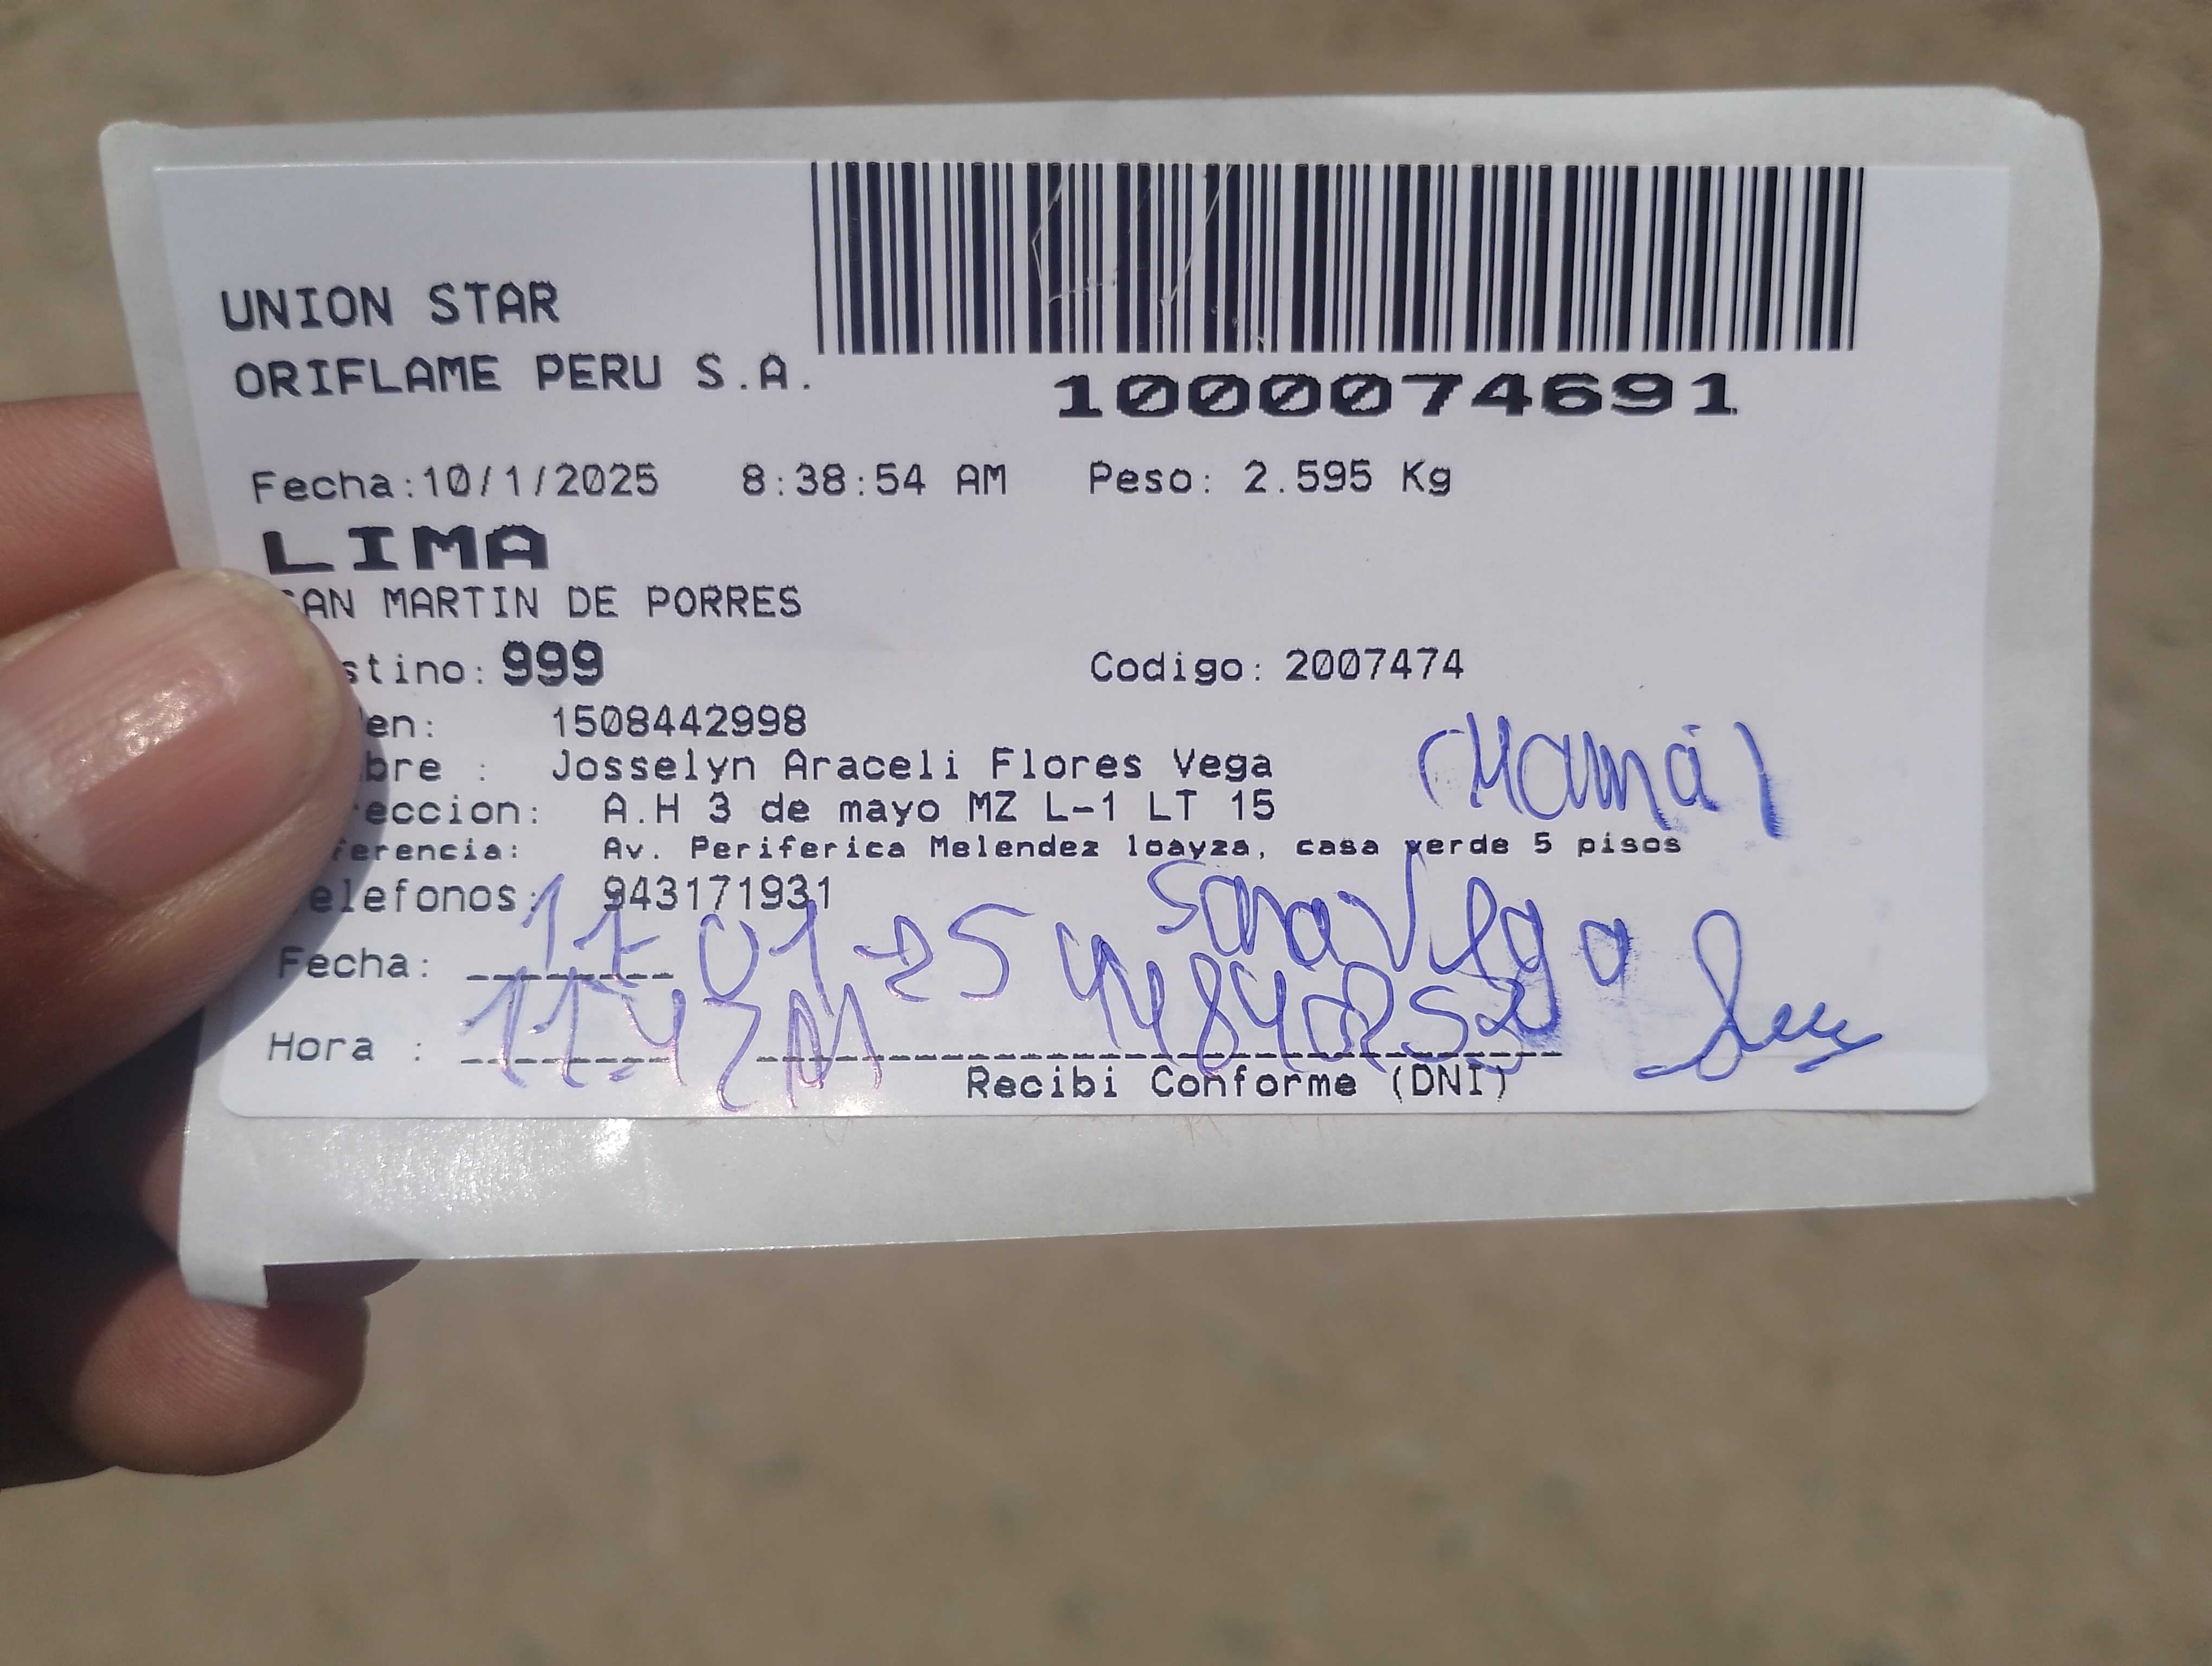 UNION STAR
ORIFLAME PERU S.A.
1000074691
Fecha:10/1/2025 8:38:54 AM Peso: 2.595 Kg
LIMA
SAN MARTIN DE PORRES
stino: 999 Codigo: 2007474
en: 1508442998
bre : Josselyn Araceli Flores Vega
(Mamá)
eccion: A.H 3 de mayo MZ L-1 LT 15
ferencia: Av. Periferica Melendez loayza, casa verde 5 pisos
elefonos: 943171931
Sara Vega
Fecha: 11-01-25
Hora :
Recibi Conforme (DNI)